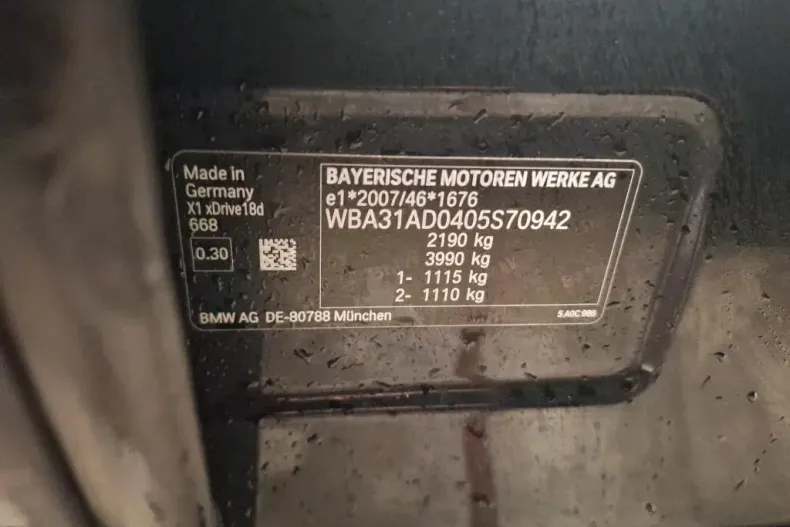 Made in
Germany
X1 xDrive18d
668
0.30
BAYERISCHE MOTOREN WERKE AG
e1*2007/46*1676
WBA31AD0405S70942
2190 kg
3990 kg
1- 1115 kg
2- 1110 kg
BMW AG DE-80788 München